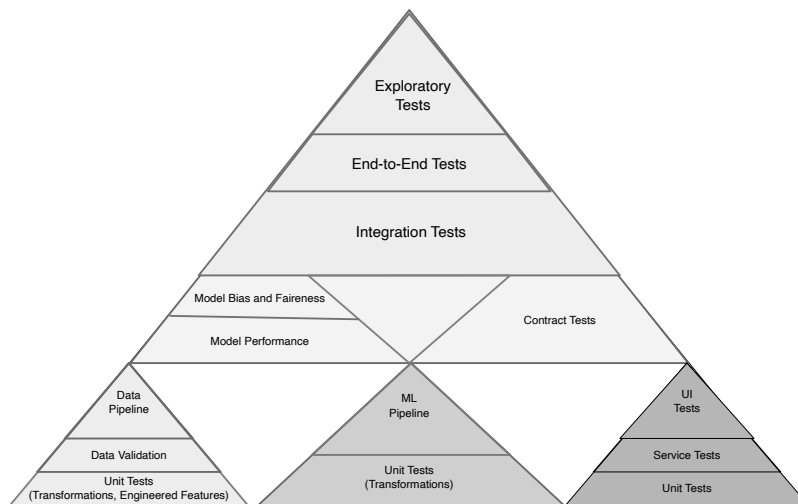 Exploratory
Tests
End-to-End Tests
Integration Tests
Model Bias and Faireness
Model Performance
Contract Tests
Data
Pipeline
Data Validation
Unit Tests
(Transformations, Engineered Features)
ML
Pipeline
Unit Tests
(Transformations)
UI
Tests
Service Tests
Unit Tests